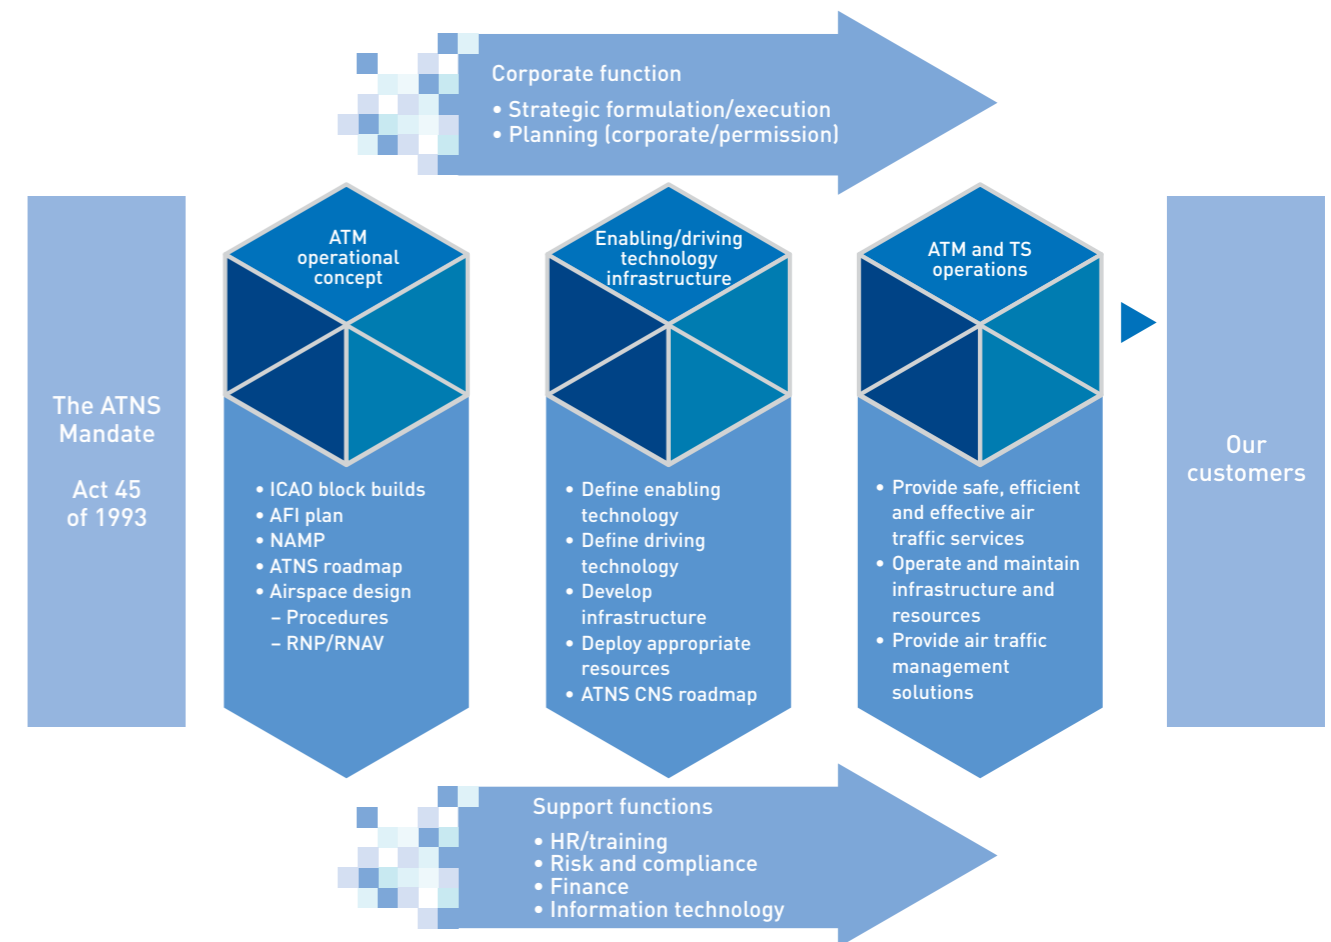 Corporate function
• Strategic formulation/execution
• Planning (corporate/permission)
The ATNS
Mandate
Act 45
of 1993
ATM
operational
concept
• ICAO block builds
• AFI plan
• NAMP
• ATNS roadmap
• Airspace design
– Procedures
– RNP/RNAV
Enabling/driving
technology
infrastructure
• Define enabling
technology
• Define driving
technology
• Develop
infrastructure
• Deploy appropriate
resources
• ATNS CNS roadmap
ATM and TS
operations
• Provide safe, efficient
and effective air
traffic services
• Operate and maintain
infrastructure and
resources
• Provide air traffic
management
solutions
Our
customers
Support functions
• HR/training
• Risk and compliance
• Finance
• Information technology